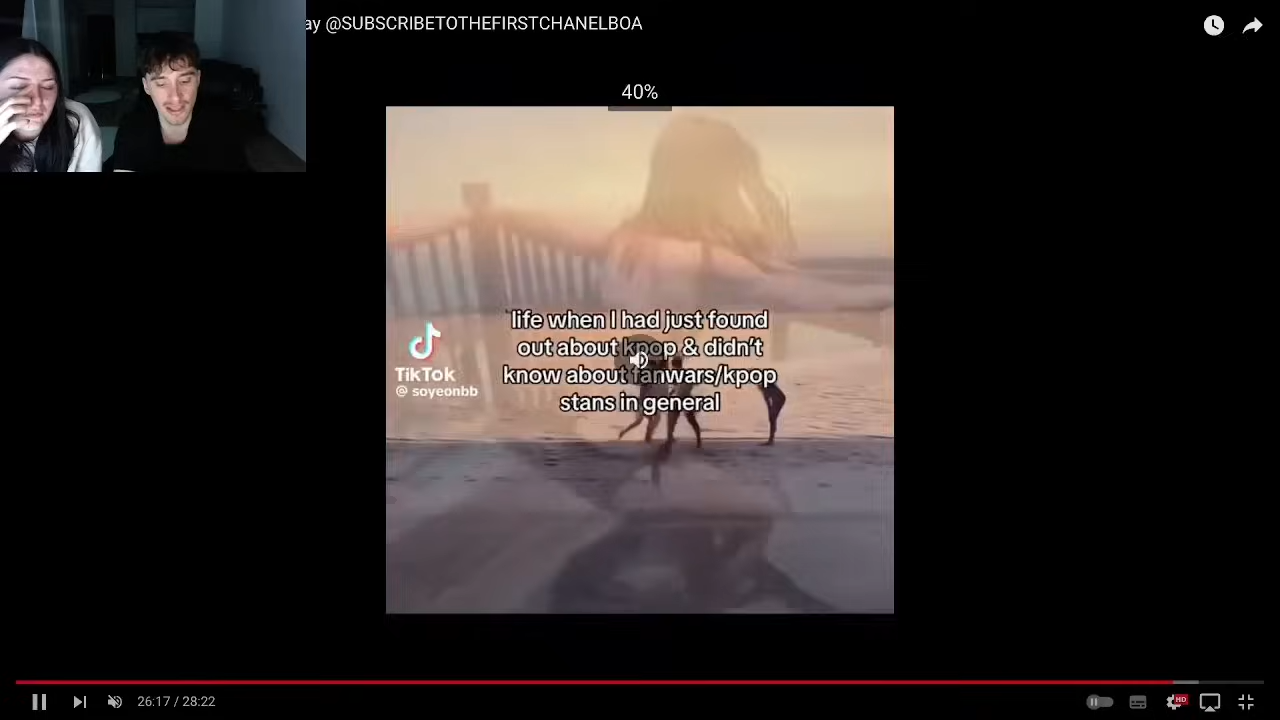 ay @SUBSCRIBETOTHEFIRSTCHANELBOA
40%
life when I had just found
out about kpop & didn't
know about fanwars/kpop
stans in general
TikTok
@ soyeonbb
26:17 / 28:22
HD